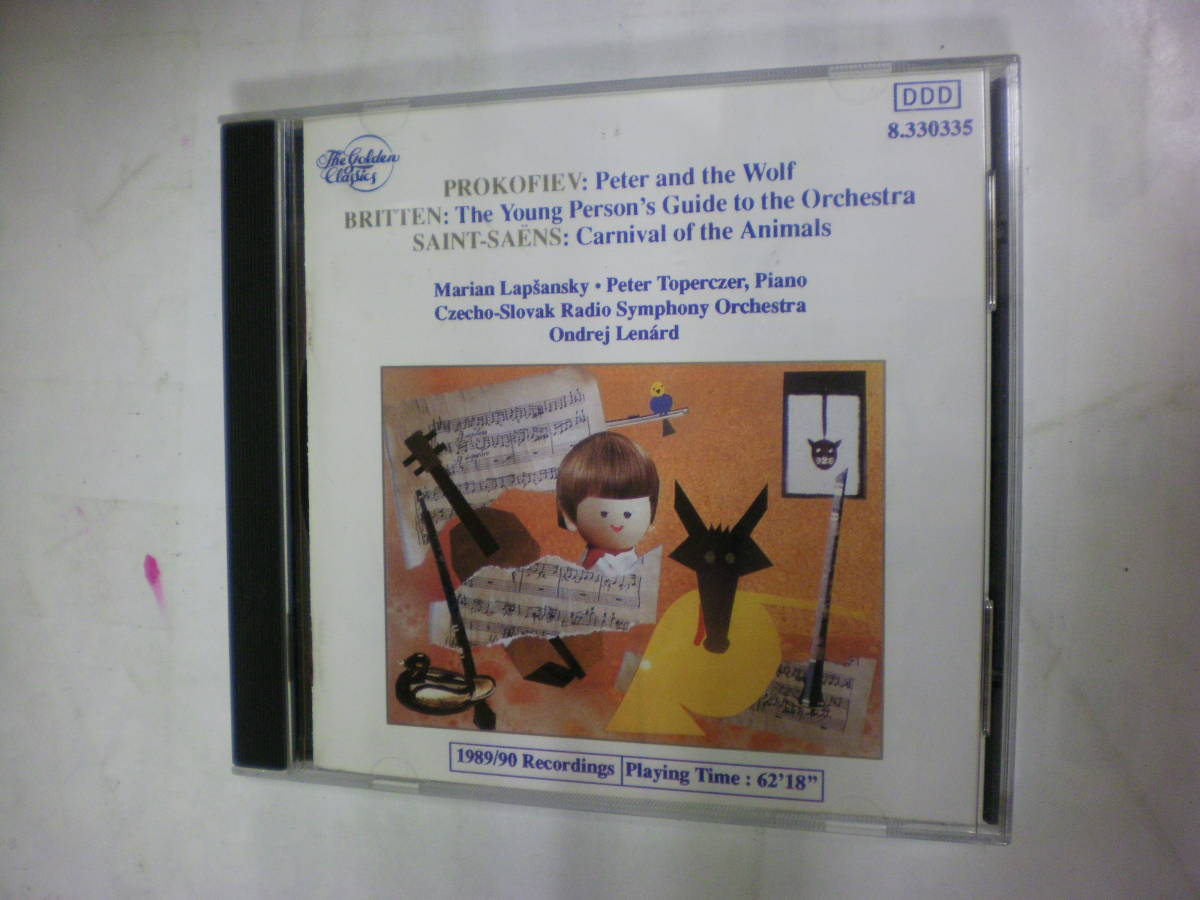 DDD
8.330335
The Golden
Classics
PROKOFIEV: Peter and the Wolf
BRITTEN: The Young Person's Guide to the Orchestra
SAINT-SAËNS: Carnival of the Animals
Marian Lapšansky • Peter Toperczer, Piano
Czecho-Slovak Radio Symphony Orchestra
Ondrej Lenárd
1989/90 Recordings
Playing Time : 62'18”